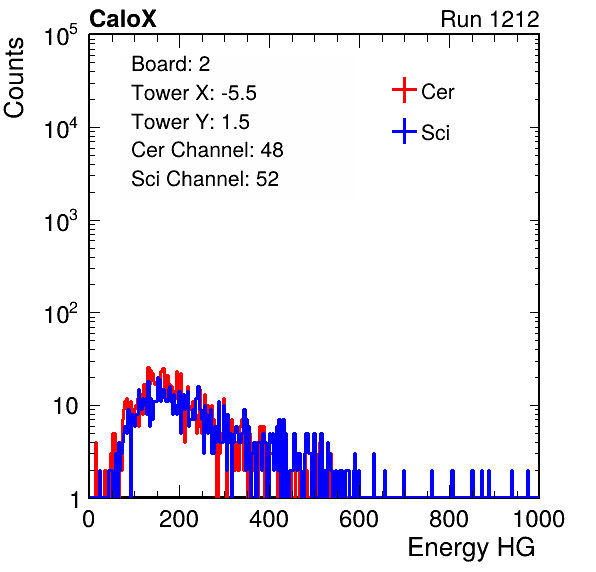 CaloX Run 1212
Counts
10^5
10^4
10^3
10^2
10
1
Board: 2
Tower X: -5.5
Tower Y: 1.5
Cer Channel: 48
Sci Channel: 52
Cer
Sci
0 200 400 600 800 1000
Energy HG